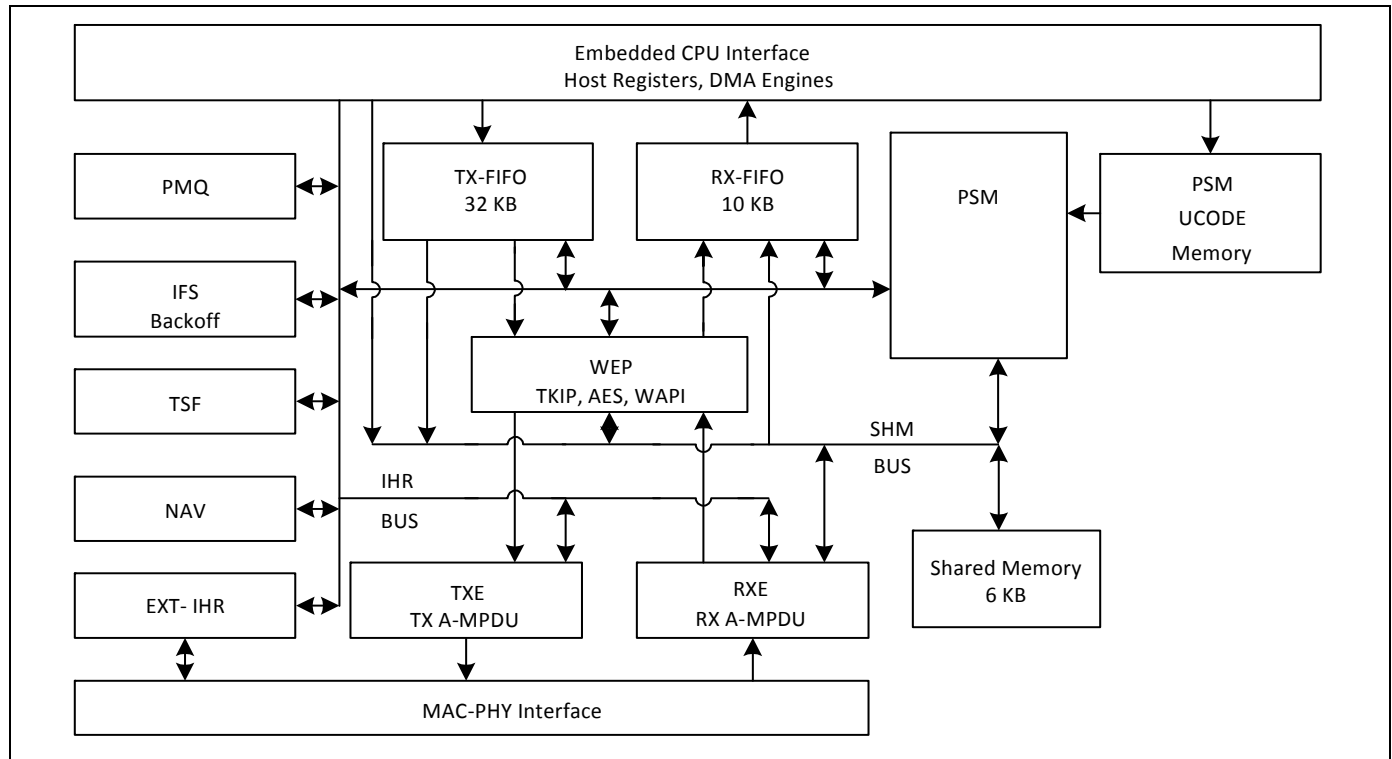 Embedded CPU Interface
Host Registers, DMA Engines
PMQ
TX-FIFO
32 KB
RX-FIFO
10 KB
PSM
PSM
UCODE
Memory
IFS
Backoff
WEP
TKIP, AES, WAPI
TSF
SHM
BUS
NAV
IHR
BUS
Shared Memory
6 KB
EXT- IHR
TXE
TX A-MPDU
RXE
RX A-MPDU
MAC-PHY Interface